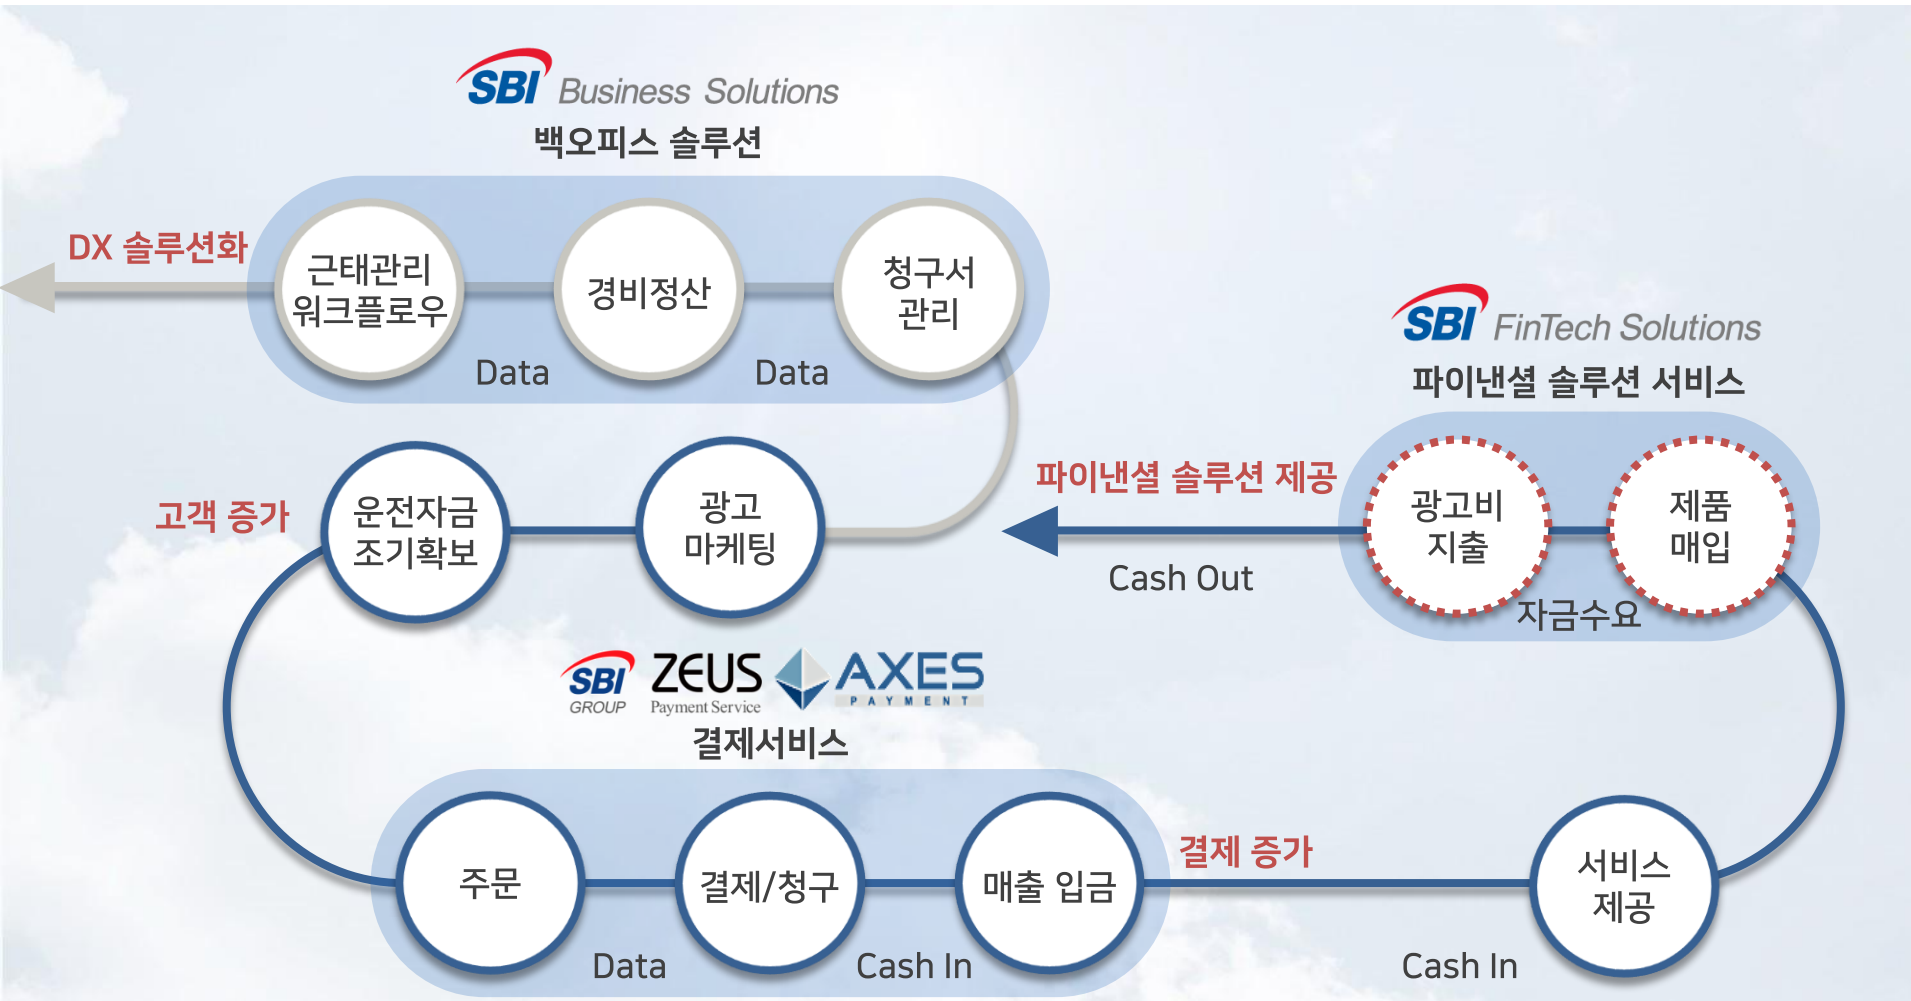 SBI Business Solutions
백오피스 솔루션
DX 솔루션화
근태관리
워크플로우
경비정산
청구서
관리
Data
Data
SBI FinTech Solutions
파이낸셜 솔루션 서비스
고객 증가
운전자금
조기확보
광고
마케팅
파이낸셜 솔루션 제공
광고비
지출
제품
매입
Cash Out
자금수요
SBI
GROUP
ZEUS
Payment Service
AXES
PAYMENT
결제서비스
주문
결제/청구
매출 입금
결제 증가
서비스
제공
Data
Cash In
Cash In